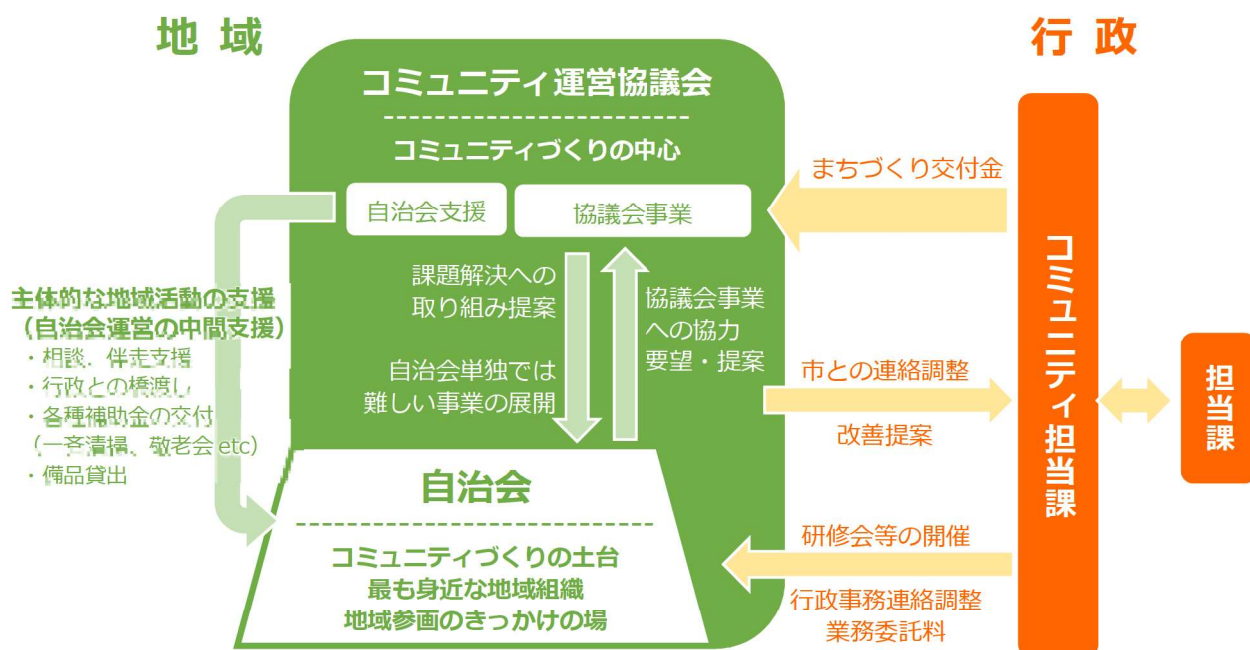 地域
行政
コミュニティ運営協議会
コミュニティづくりの中心
自治会支援
協議会事業
課題解決への
取り組み提案
自治会単独では
難しい事業の展開
協議会事業
への協力
要望・提案
主体的な地域活動の支援
(自治会運営の中間支援)
・相談、伴走支援
・行政との橋渡し
・各種補助金の交付
(一斉清掃、敬老会 etc)
・備品貸出
自治会
コミュニティづくりの土台
最も身近な地域組織
地域参画のきっかけの場
まちづくり交付金
市との連絡調整
改善提案
研修会等の開催
行政事務連絡調整
業務委託料
コミュニティ担当課
担当課